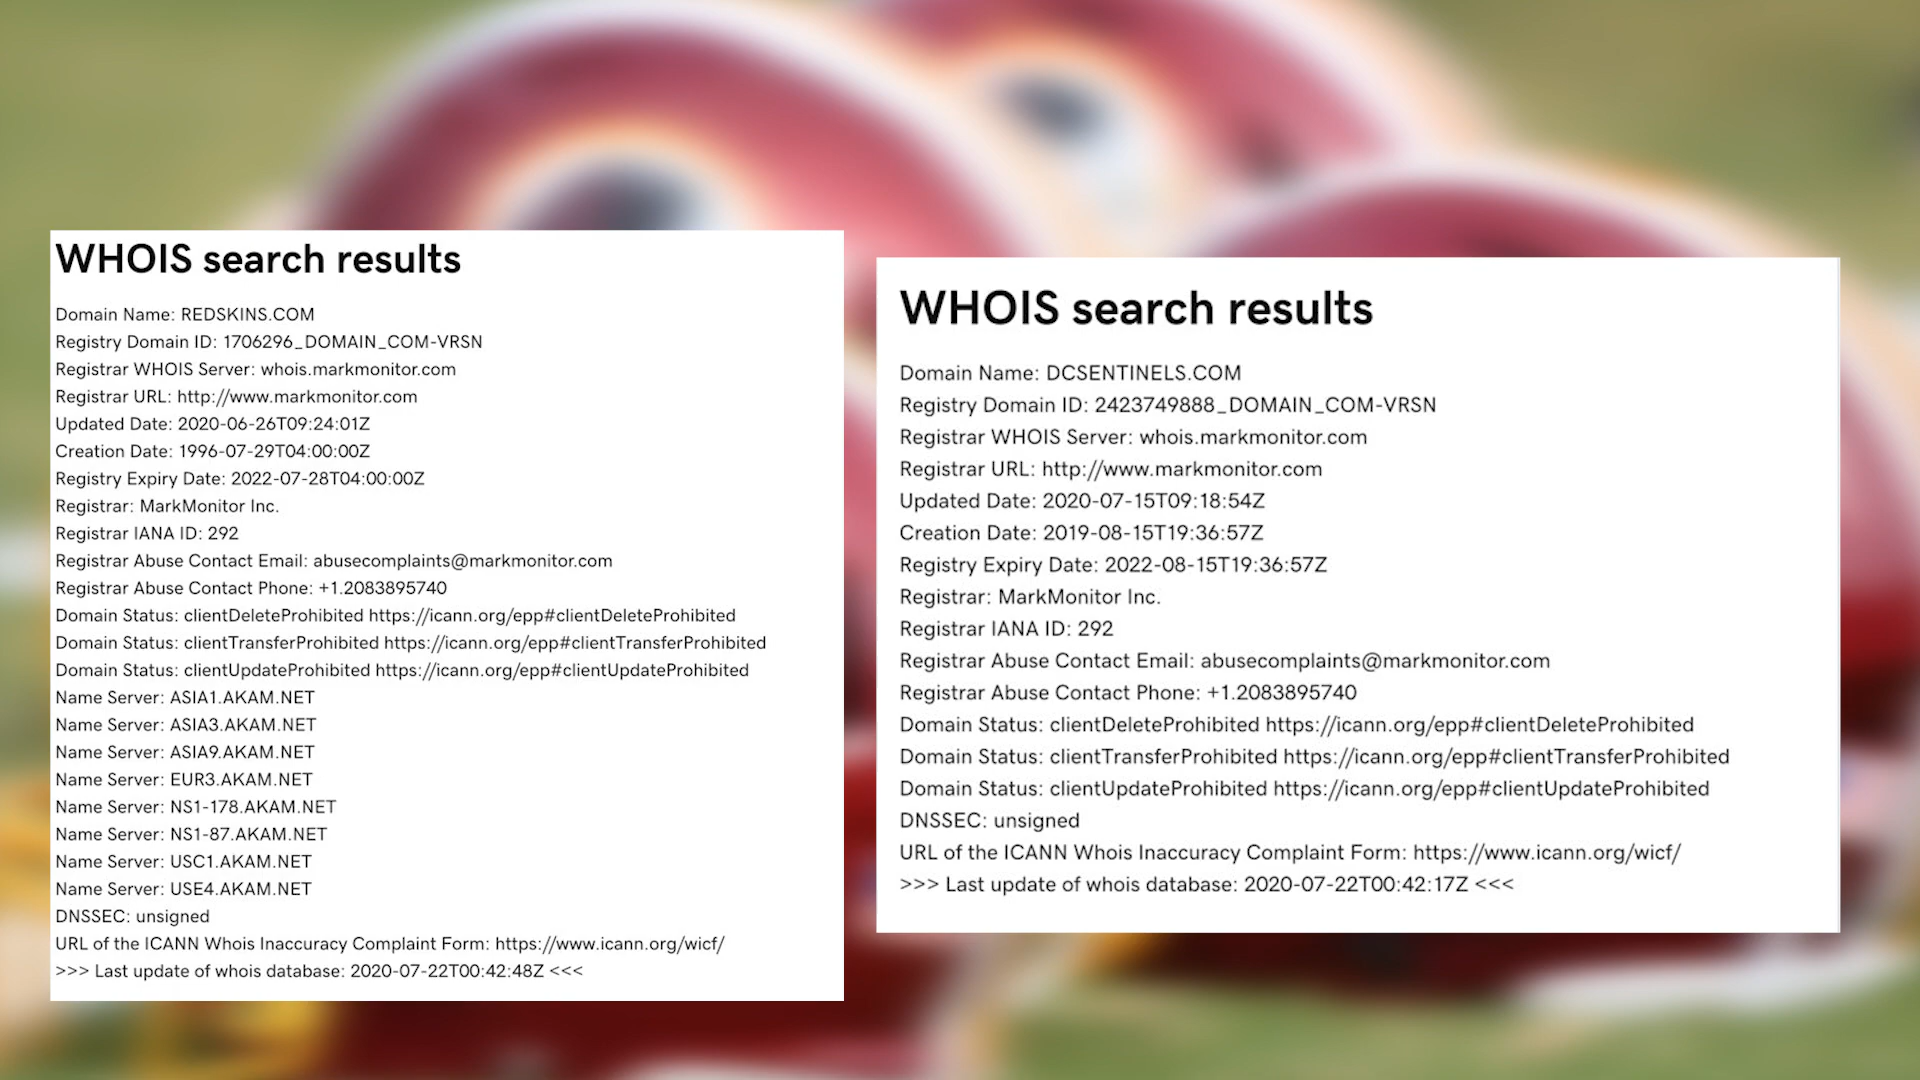 WHOIS search results
Domain Name: REDSKINS.COM
Registry Domain ID: 1706296_DOMAIN_COM-VRSN
Registrar WHOIS Server: whois.markmonitor.com
Registrar URL: http://www.markmonitor.com
Updated Date: 2020-06-26T09:24:01Z
Creation Date: 1996-07-29T04:00:00Z
Registry Expiry Date: 2022-07-28T04:00:00Z
Registrar: MarkMonitor Inc.
Registrar IANA ID: 292
Registrar Abuse Contact Email: abusecomplaints@markmonitor.com
Registrar Abuse Contact Phone: +1.2083895740
Domain Status: clientDeleteProhibited https://icann.org/epp#clientDeleteProhibited
Domain Status: clientTransferProhibited https://icann.org/epp#clientTransferProhibited
Domain Status: clientUpdateProhibited https://icann.org/epp#clientUpdateProhibited
Name Server: ASIA1.AKAM.NET
Name Server: ASIA3.AKAM.NET
Name Server: ASIA9.AKAM.NET
Name Server: EUR3.AKAM.NET
Name Server: NS1-178.AKAM.NET
Name Server: NS1-87.AKAM.NET
Name Server: USC1.AKAM.NET
Name Server: USE4.AKAM.NET
DNSSEC: unsigned
URL of the ICANN Whois Inaccuracy Complaint Form: https://www.icann.org/wicf/
>>> Last update of whois database: 2020-07-22T00:42:48Z <<<
WHOIS search results
Domain Name: DCSENTINELS.COM
Registry Domain ID: 2423749888_DOMAIN_COM-VRSN
Registrar WHOIS Server: whois.markmonitor.com
Registrar URL: http://www.markmonitor.com
Updated Date: 2020-07-15T09:18:54Z
Creation Date: 2019-08-15T19:36:57Z
Registry Expiry Date: 2022-08-15T19:36:57Z
Registrar: MarkMonitor Inc.
Registrar IANA ID: 292
Registrar Abuse Contact Email: abusecomplaints@markmonitor.com
Registrar Abuse Contact Phone: +1.2083895740
Domain Status: clientDeleteProhibited https://icann.org/epp#clientDeleteProhibited
Domain Status: clientTransferProhibited https://icann.org/epp#clientTransferProhibited
Domain Status: clientUpdateProhibited https://icann.org/epp#clientUpdateProhibited
DNSSEC: unsigned
URL of the ICANN Whois Inaccuracy Complaint Form: https://www.icann.org/wicf/
>>> Last update of whois database: 2020-07-22T00:42:17Z <<<